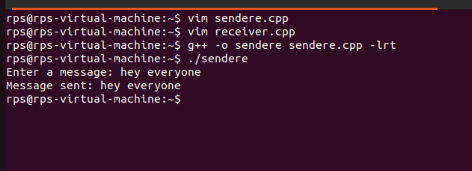 rps@rps-virtual-machine:~$ vim sendere.cpp
rps@rps-virtual-machine:~$ vim receiver.cpp
rps@rps-virtual-machine:~$ g++ -o sendere sendere.cpp -lrt
rps@rps-virtual-machine:~$ ./sendere
Enter a message: hey everyone
Message sent: hey everyone
rps@rps-virtual-machine:~$